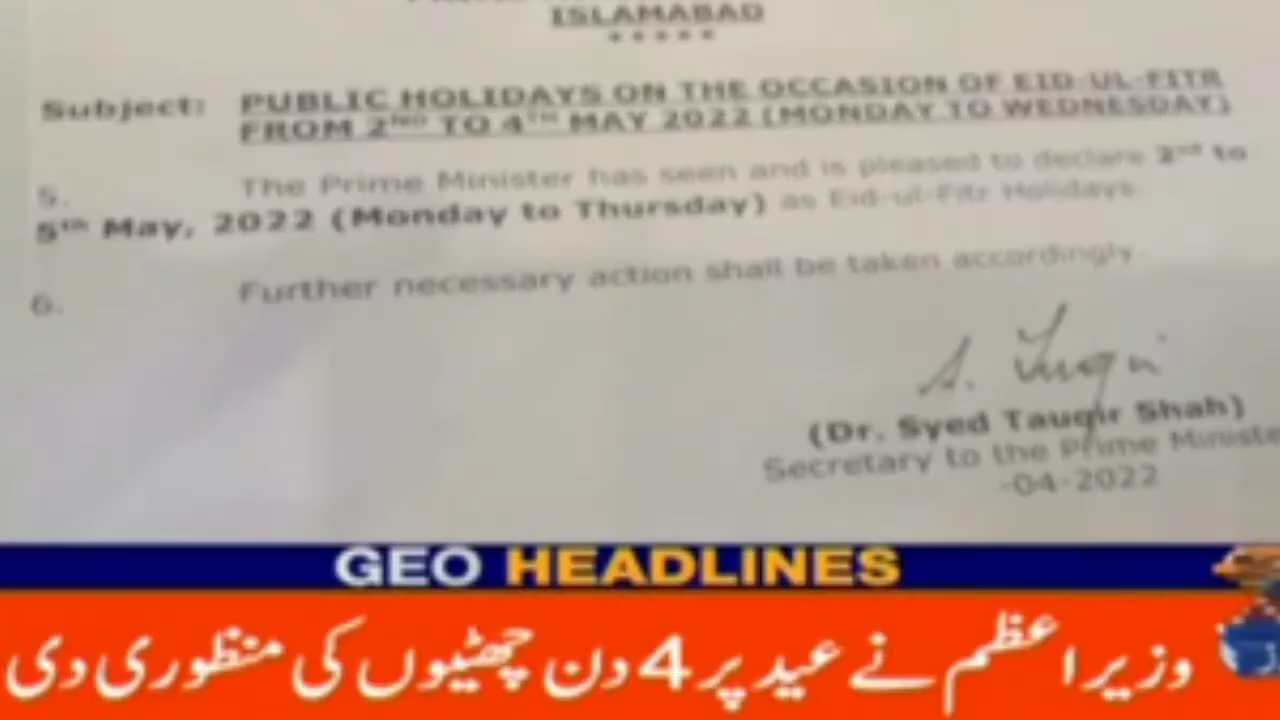 ISLAMABAD
*****
Subject: PUBLIC HOLIDAYS ON THE OCCASION OF EID-UL-FITR
FROM 2ND TO 4TH MAY 2022 (MONDAY TO WEDNESDAY)
5. The Prime Minister has seen and is pleased to declare 2nd to
5th May, 2022 (Monday to Thursday) as Eid-ul-Fitr Holidays.
6. Further necessary action shall be taken accordingly.
S. Tuqir
(Dr. Syed Tauqir Shah)
Secretary to the Prime Ministe
-04-2022
GEO HEADLINES
وزیراعظم نے عید پر 4 دن چھٹیوں کی منظوری دی